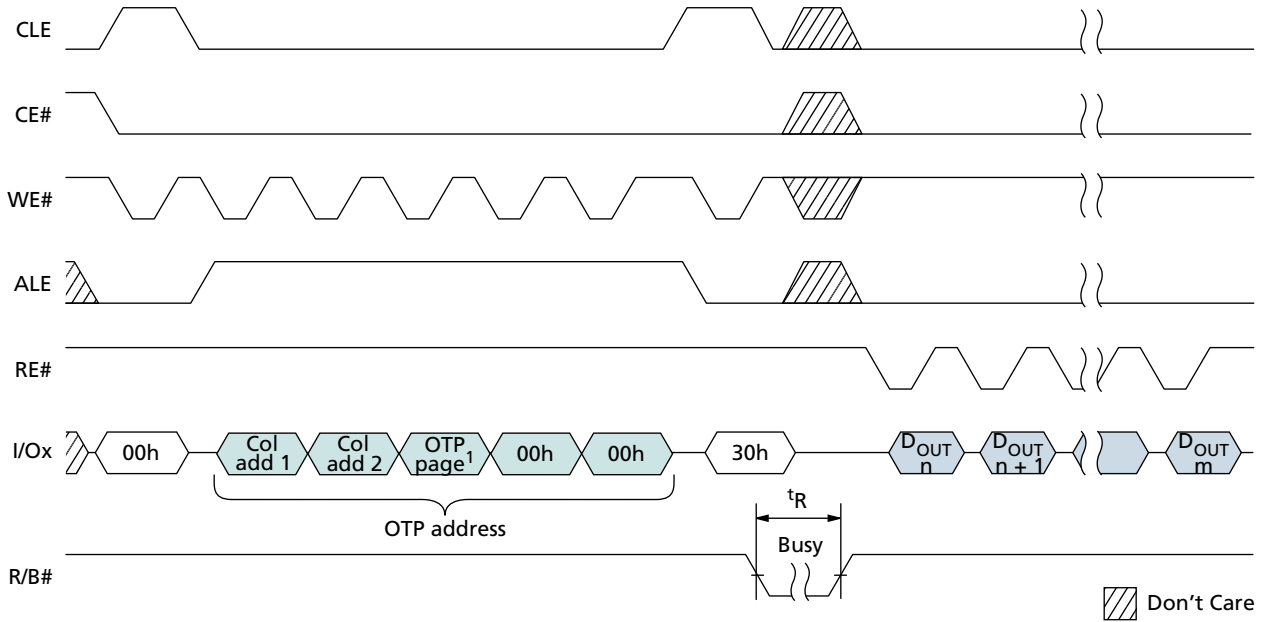 CLE
CE#
WE#
ALE
RE#
I/Ox
00h
Col
add 1
Col
add 2
OTP
page1
00h
00h
30h
DOUT
n
DOUT
n + 1
DOUT
m
OTP address
tR
Busy
R/B#
Don't Care